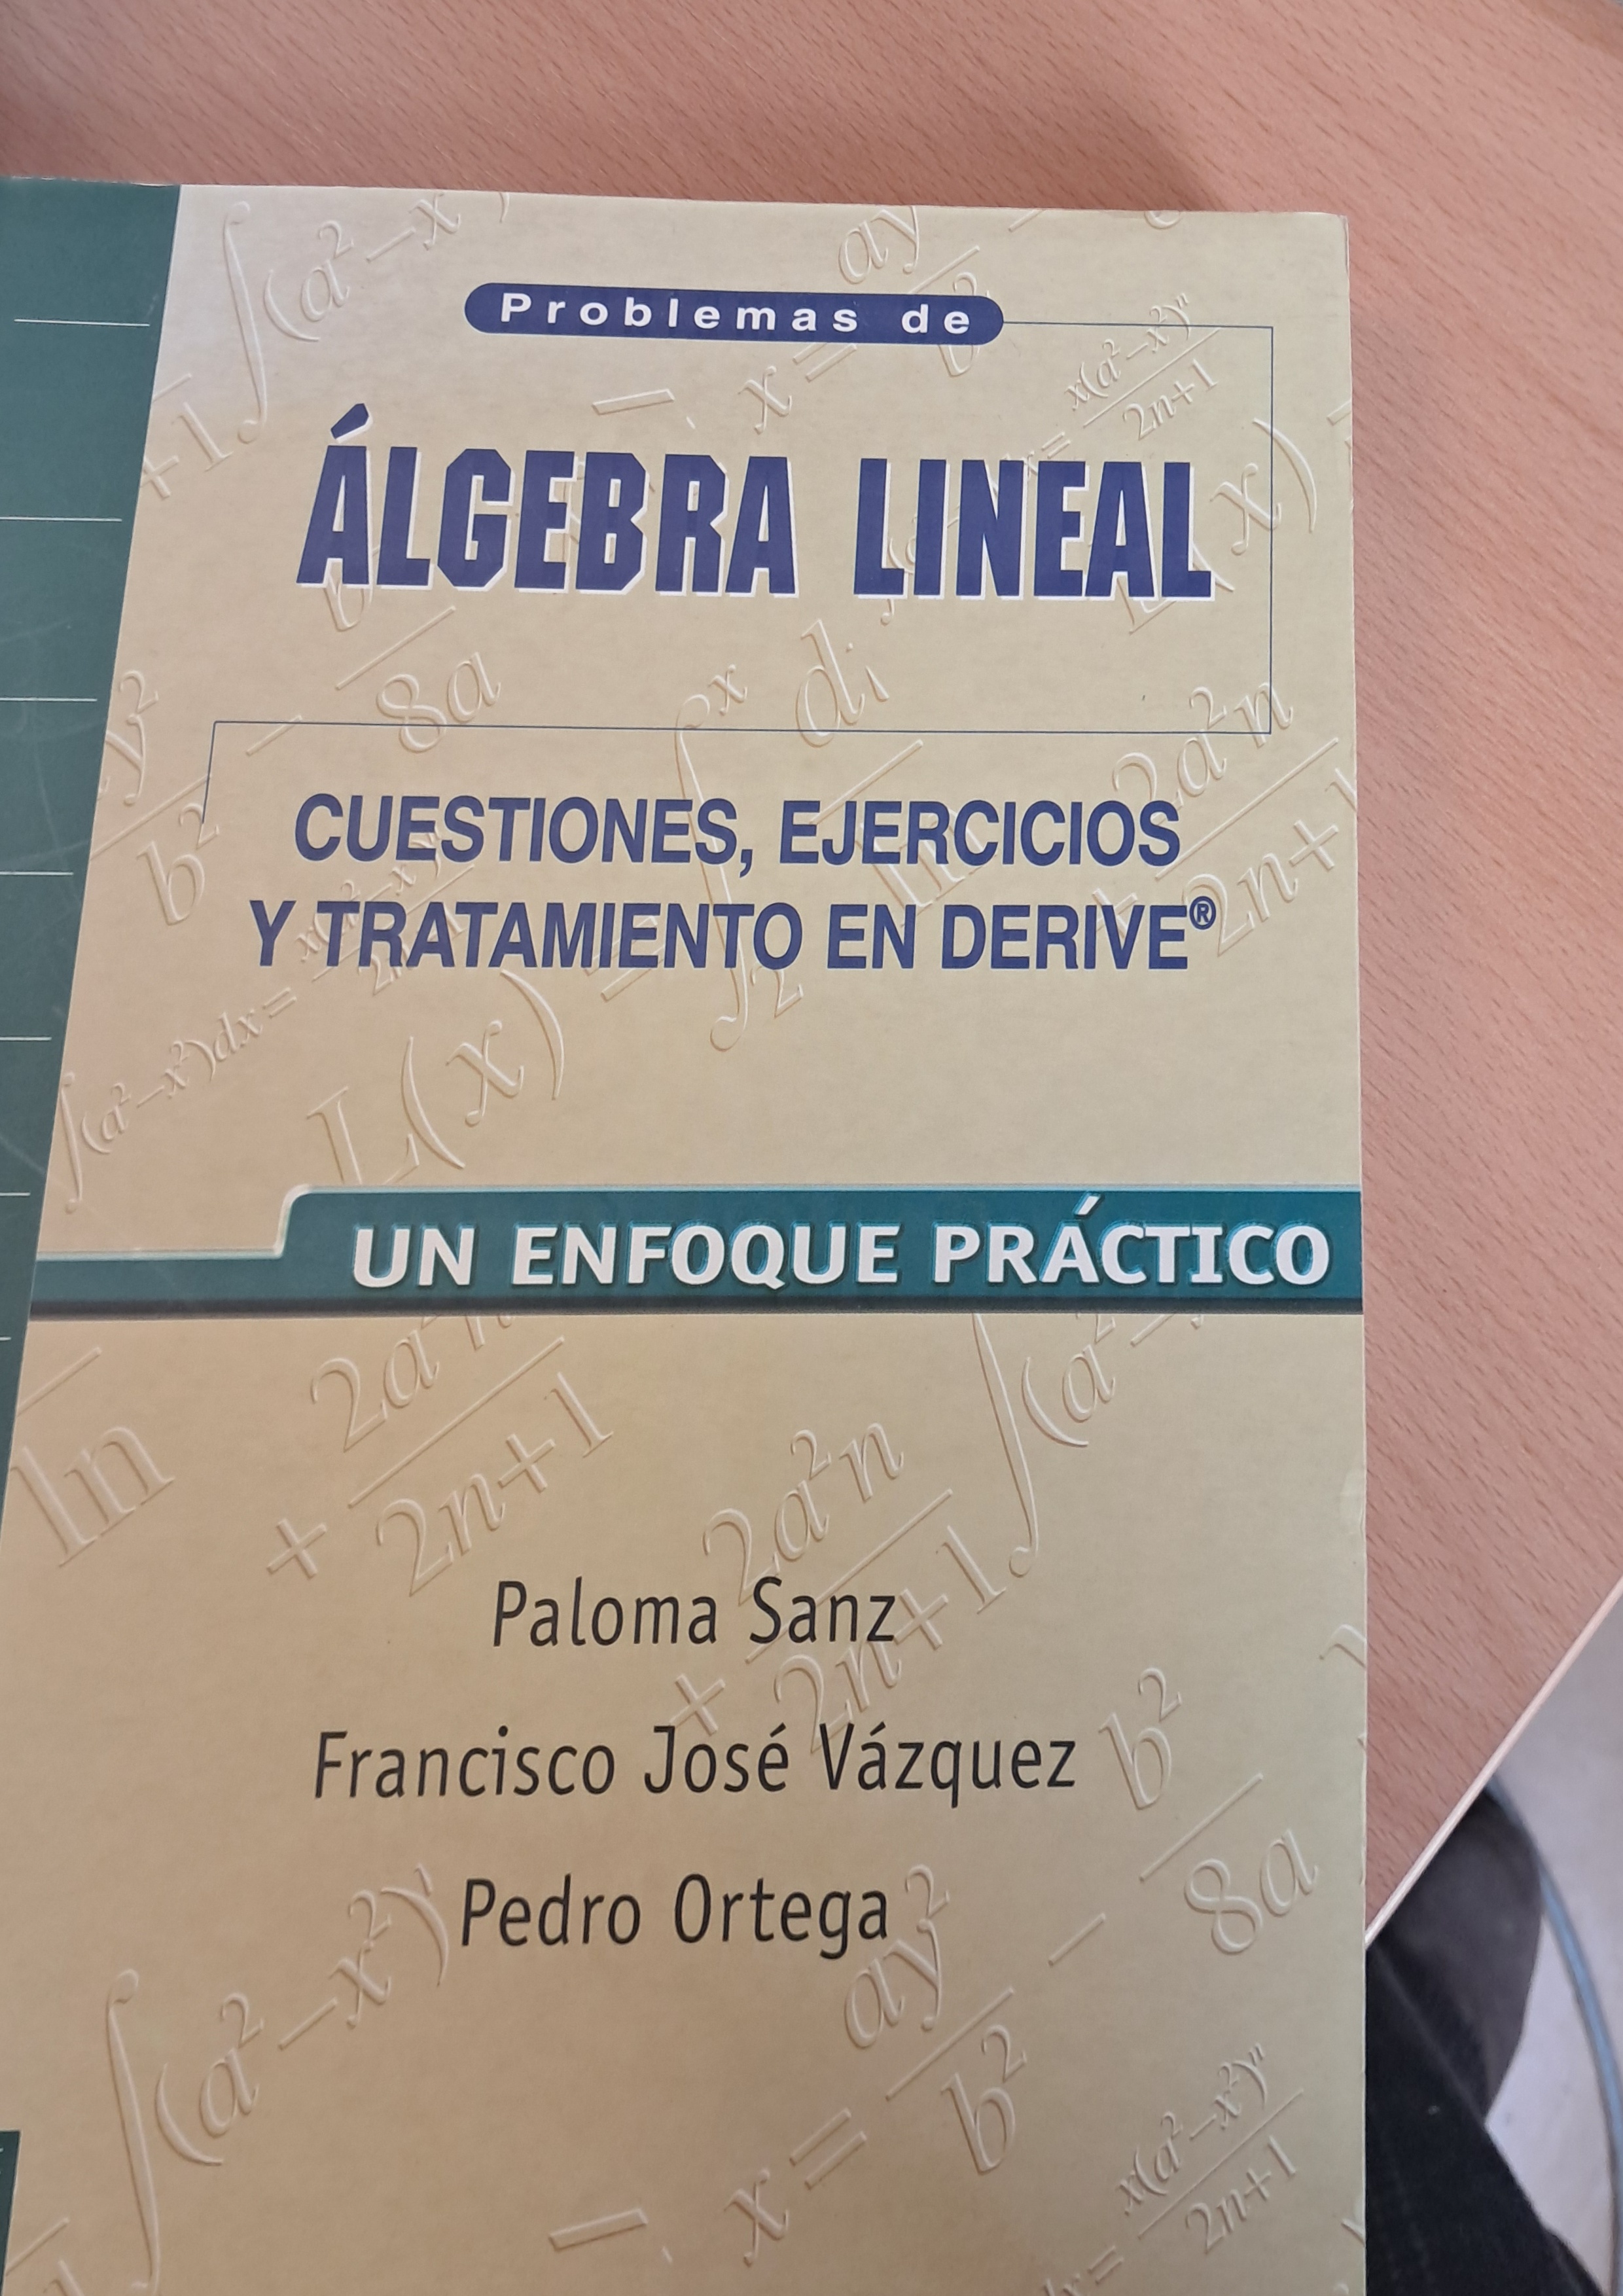 Problemas de
ÁLGEBRA LINEAL
CUESTIONES, EJERCICIOS
Y TRATAMIENTO EN DERIVE®
UN ENFOQUE PRÁCTICO
Paloma Sanz
Francisco José Vázquez
Pedro Ortega